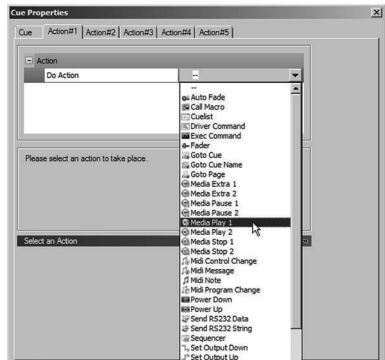 Cue Properties
Cue Action#1 Action#2 Action#3 Action#4 Action#5
Action
Do Action --
--
Auto Fade
Call Macro
Cuelist
Driver Command
Exec Command
Fader
Goto Cue
Goto Cue Name
Goto Page
Please select an action to take place.
Media Extra 1
Media Extra 2
Media Pause 1
Media Pause 2
Media Play 1
Media Play 2
Select an Action
Media Stop 1
Media Stop 2
Midi Control Change
Midi Message
Midi Note
Midi Program Change
Power Down
Power Up
Send RS232 Data
Send RS232 String
Sequencer
Set Output Down
Set Output Up